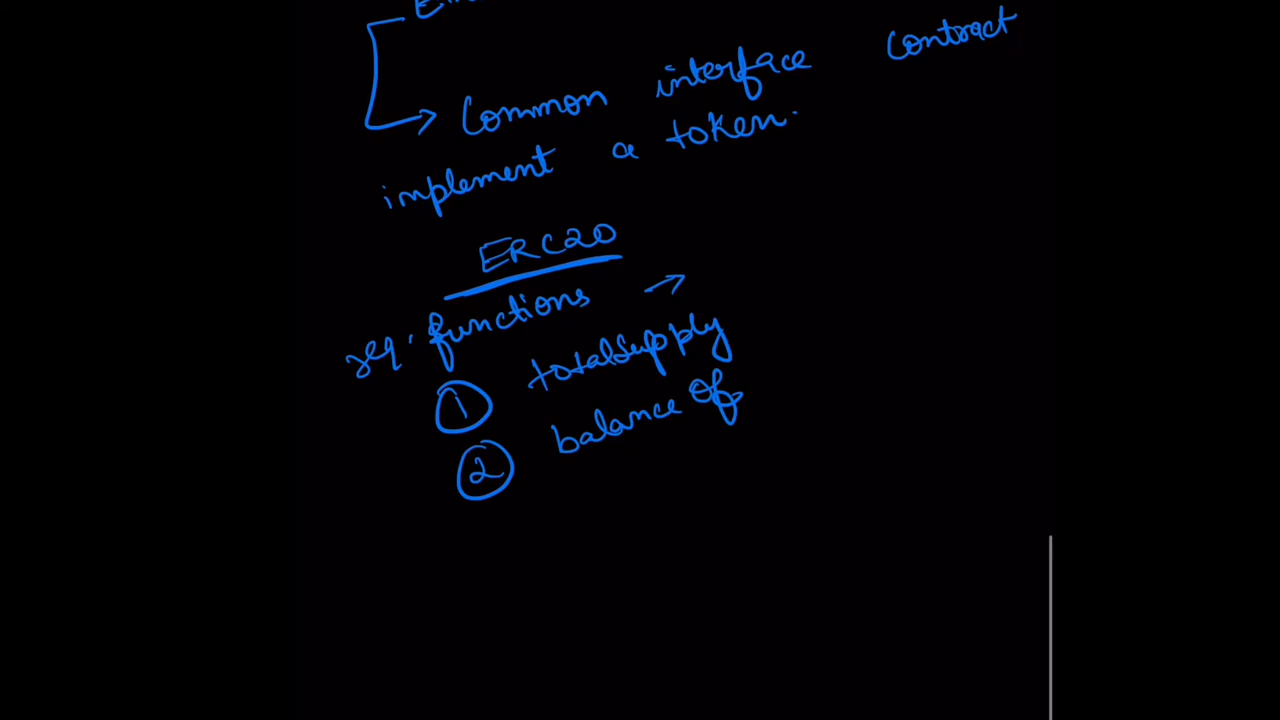 → Common interface contract
implement a token.
ERC20
req. functions →
① totalSupply
② balance Of